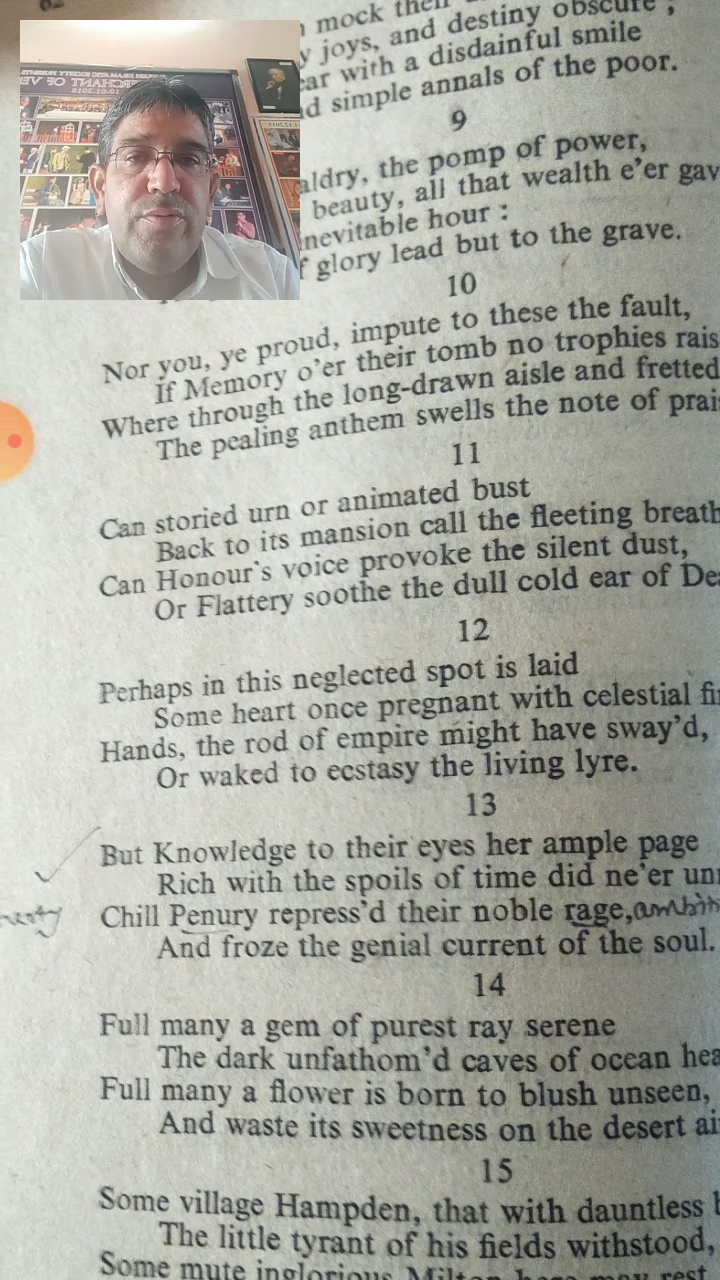 mock their
joys, and destiny obscure ;
ear with a disdainful smile
d simple annals of the poor.
9
aldry, the pomp of power,
beauty, all that wealth e'er gav
nevitable hour :
f glory lead but to the grave.
10
Nor you, ye proud, impute to these the fault,
If Memory o'er their tomb no trophies rais
Where through the long-drawn aisle and fretted
The pealing anthem swells the note of prai
11
Can storied urn or animated bust
Back to its mansion call the fleeting breath
Can Honour's voice provoke the silent dust,
Or Flattery soothe the dull cold ear of Dea
12
Perhaps in this neglected spot is laid
Some heart once pregnant with celestial fi
Hands, the rod of empire might have sway'd,
Or waked to ecstasy the living lyre.
13
But Knowledge to their eyes her ample page
Rich with the spoils of time did ne'er un
Chill Penury repress'd their noble rage,
And froze the genial current of the soul.
14
Full many a gem of purest ray serene
The dark unfathom'd caves of ocean hea
Full many a flower is born to blush unseen,
And waste its sweetness on the desert ai
15
Some village Hampden, that with dauntless b
The little tyrant of his fields withstood,
Some mute inglorious Milton here may rest